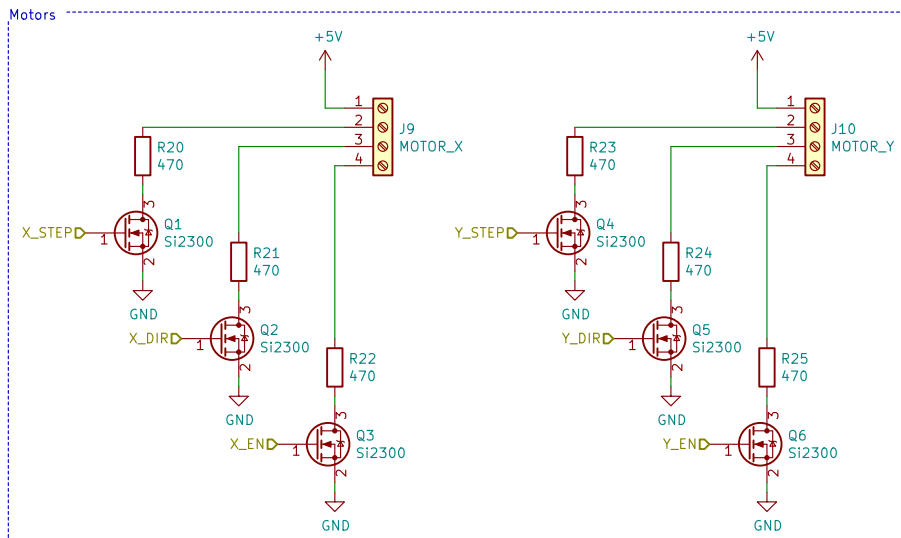 Motors
+5V
+5V
1
2
3
4
J9
MOTOR_X
1
2
3
4
J10
MOTOR_Y
R20
470
R23
470
3
X_STEP
1
Q1
Si2300
2
GND
3
Y_STEP
1
Q4
Si2300
2
GND
R21
470
R24
470
3
X_DIR
1
Q2
Si2300
2
GND
3
Y_DIR
1
Q5
Si2300
2
GND
R22
470
R25
470
3
X_EN
1
Q3
Si2300
2
GND
3
Y_EN
1
Q6
Si2300
2
GND